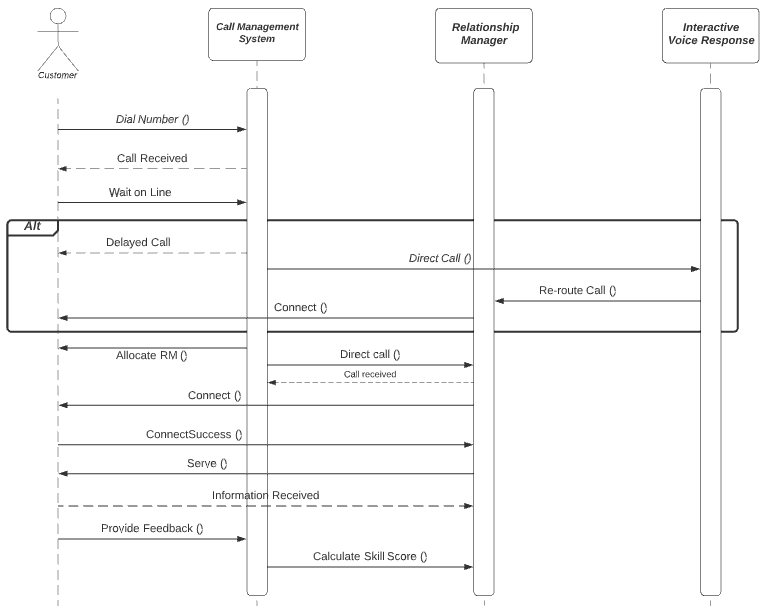 Call Management
System
Relationship
Manager
Interactive
Voice Response
Customer
Dial Number ()
Call Received
Wait on Line
Alt
Delayed Call
Direct Call ()
Re-route Call ()
Connect ()
Allocate RM ()
Direct call ()
Call received
Connect ()
ConnectSuccess ()
Serve ()
Information Received
Provide Feedback ()
Calculate Skill Score ()